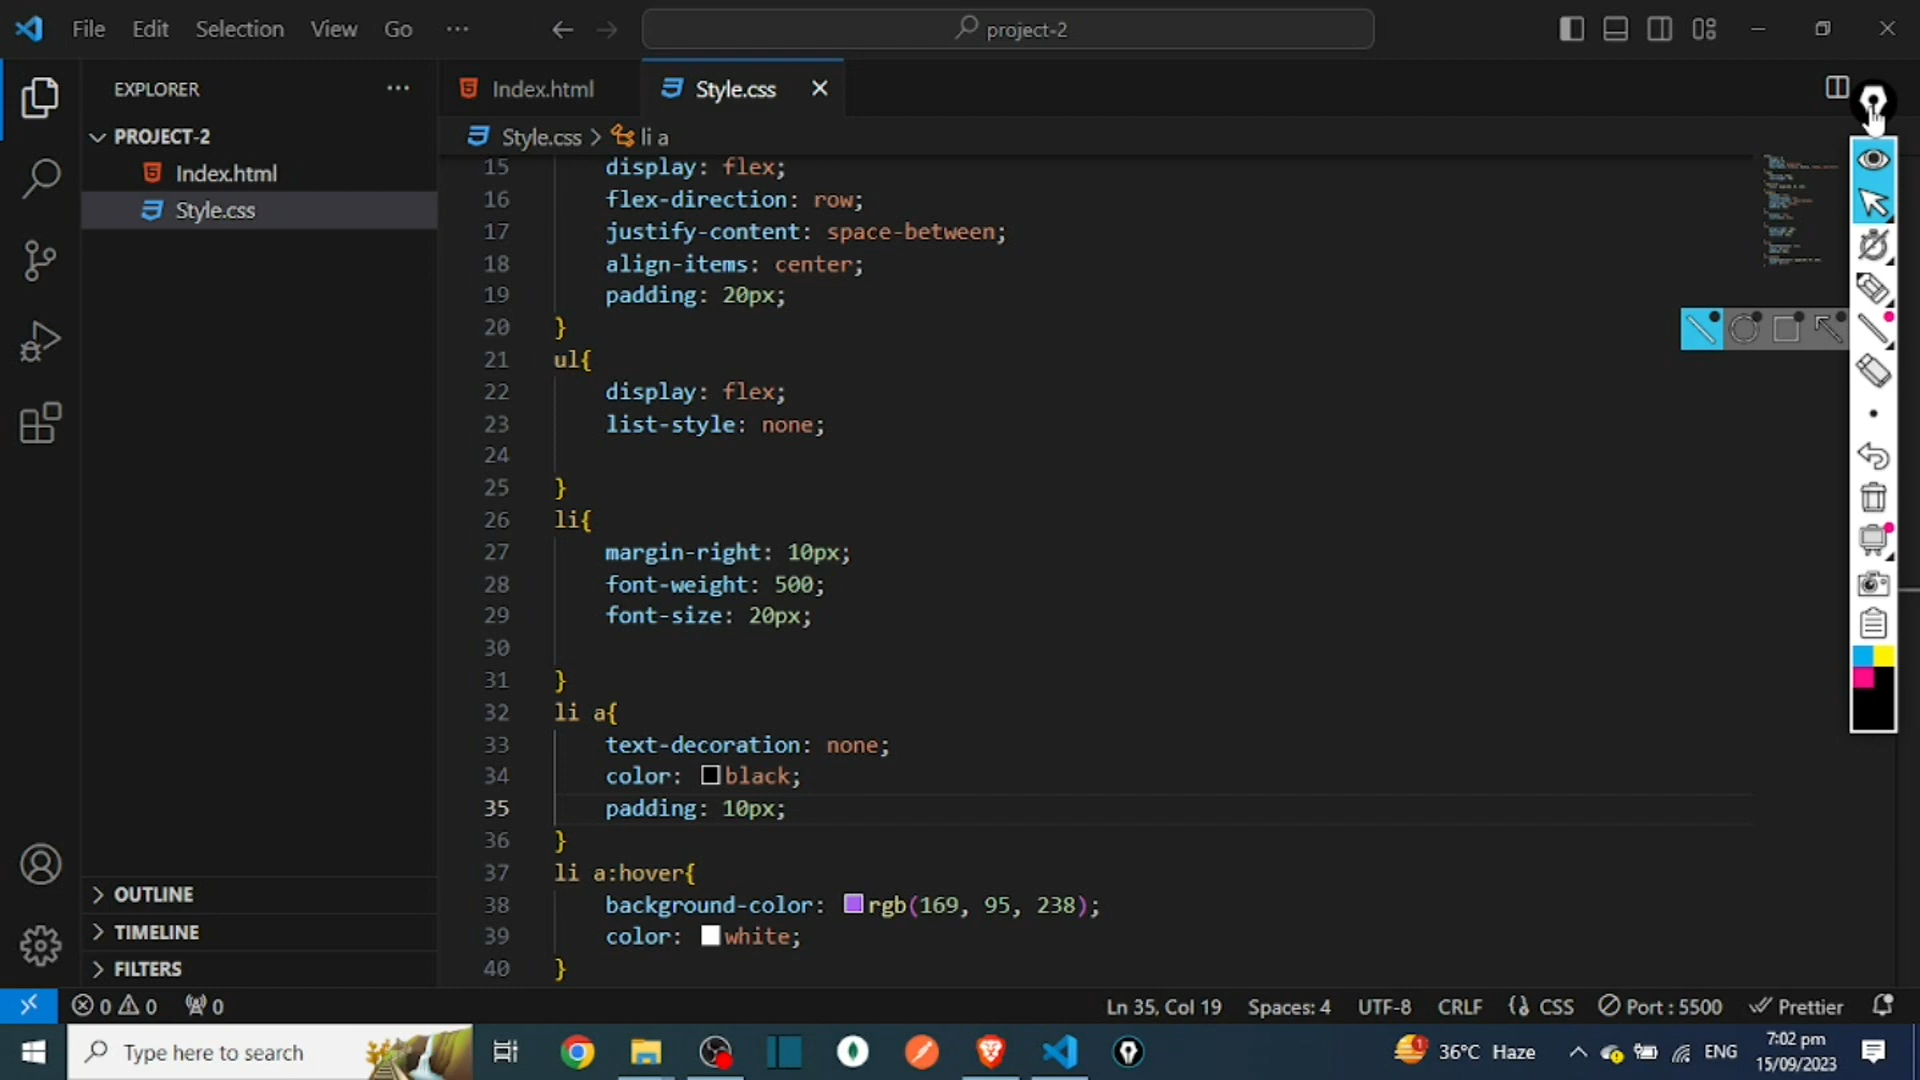 File Edit Selection View Go ··· project-2
EXPLORER ···
PROJECT-2
Index.html
Style.css
OUTLINE
TIMELINE
FILTERS
Index.html Style.css
Style.css > li a
15 display: flex;
16 flex-direction: row;
17 justify-content: space-between;
18 align-items: center;
19 padding: 20px;
20 }
21 ul{
22 display: flex;
23 list-style: none;
24
25 }
26 li{
27 margin-right: 10px;
28 font-weight: 500;
29 font-size: 20px;
30
31 }
32 li a{
33 text-decoration: none;
34 color: black;
35 padding: 10px;
36 }
37 li a:hover{
38 background-color: rgb(169, 95, 238);
39 color: white;
40 }
0 0 0 Ln 35, Col 19 Spaces: 4 UTF-8 CRLF CSS Port : 5500 Prettier
Type here to search 1 36°C Haze ENG 7:02 pm
15/09/2023